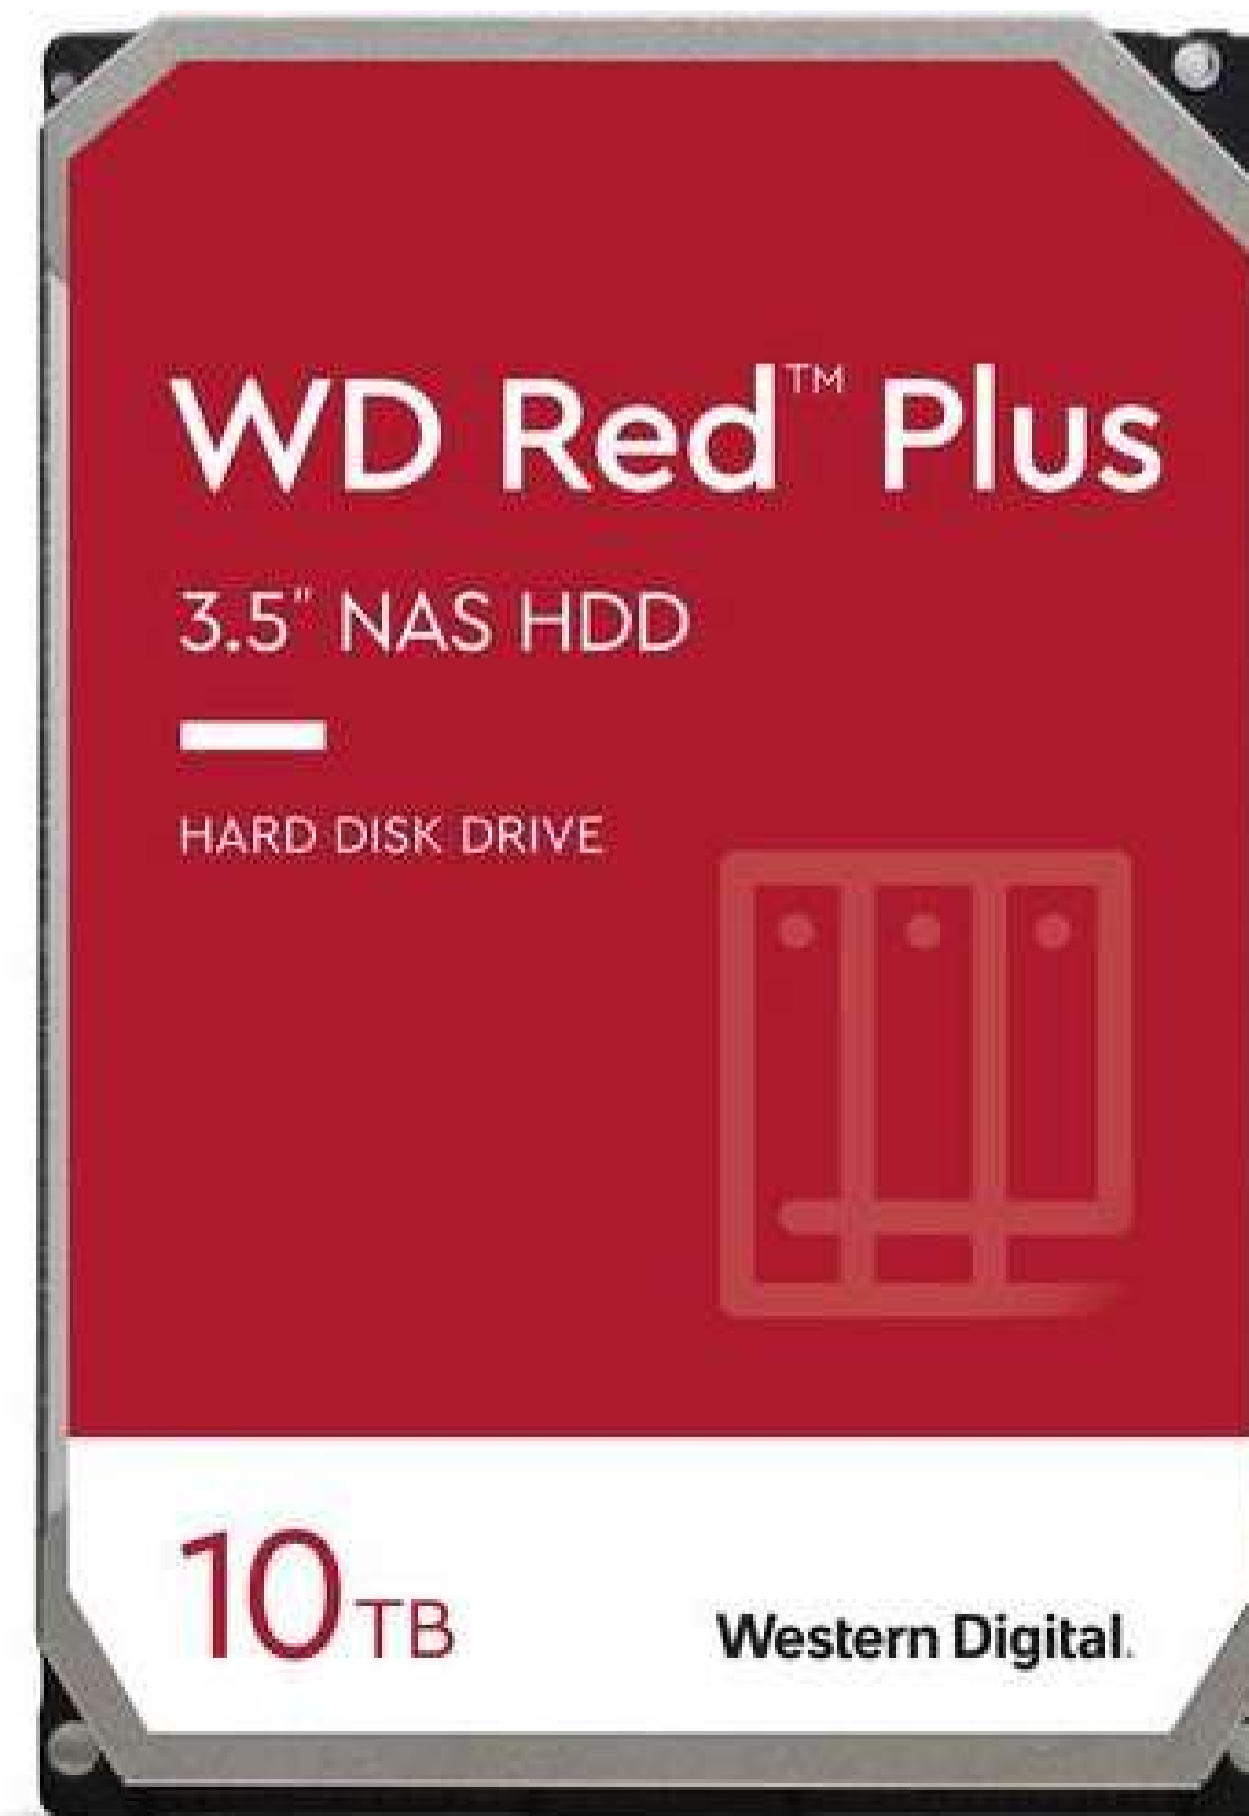 WD Red™ Plus
3.5" NAS HDD
HARD DISK DRIVE
10TB
Western Digital.